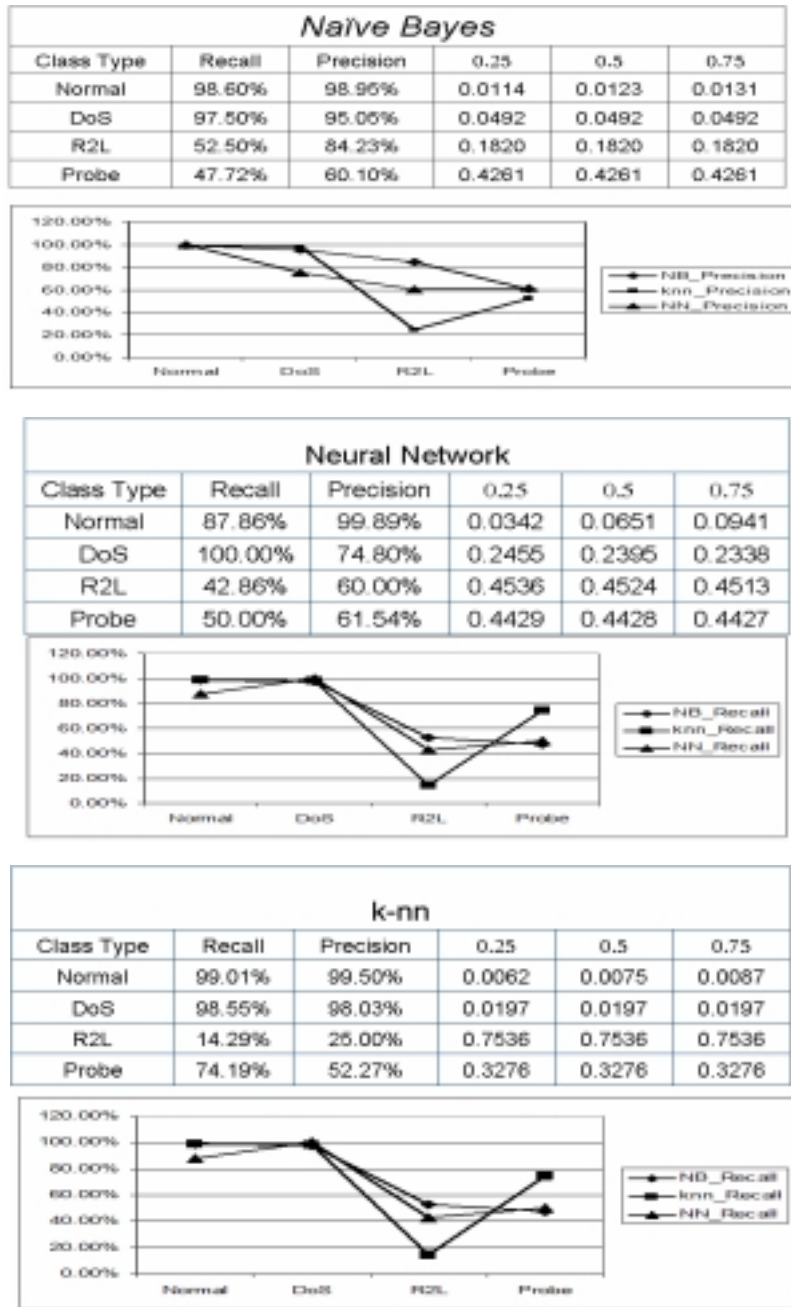 Naïve Bayes
Class Type Recall Precision 0.25 0.5 0.75
Normal 98.60% 98.95% 0.0114 0.0123 0.0131
DoS 97.50% 95.05% 0.0492 0.0492 0.0492
R2L 52.50% 84.23% 0.1820 0.1820 0.1820
Probe 47.72% 60.10% 0.4261 0.4261 0.4261
120.00%
100.00%
80.00%
60.00%
40.00%
20.00%
0.00%
Normal DoS R2L Probe
NB_Precision
knn_Precision
NN_Precision
Neural Network
Class Type Recall Precision 0.25 0.5 0.75
Normal 87.86% 99.89% 0.0342 0.0651 0.0941
DoS 100.00% 74.80% 0.2455 0.2395 0.2338
R2L 42.86% 60.00% 0.4536 0.4524 0.4513
Probe 50.00% 61.54% 0.4429 0.4428 0.4427
120.00%
100.00%
80.00%
60.00%
40.00%
20.00%
0.00%
Normal DoS R2L Probe
NB_Recall
knn_Recall
NN_Recall
k-nn
Class Type Recall Precision 0.25 0.5 0.75
Normal 99.01% 99.50% 0.0062 0.0075 0.0087
DoS 98.55% 98.03% 0.0197 0.0197 0.0197
R2L 14.29% 25.00% 0.7536 0.7536 0.7536
Probe 74.19% 52.27% 0.3276 0.3276 0.3276
120.00%
100.00%
80.00%
60.00%
40.00%
20.00%
0.00%
Normal DoS R2L Probe
NB_Recall
knn_Recall
NN_Recall